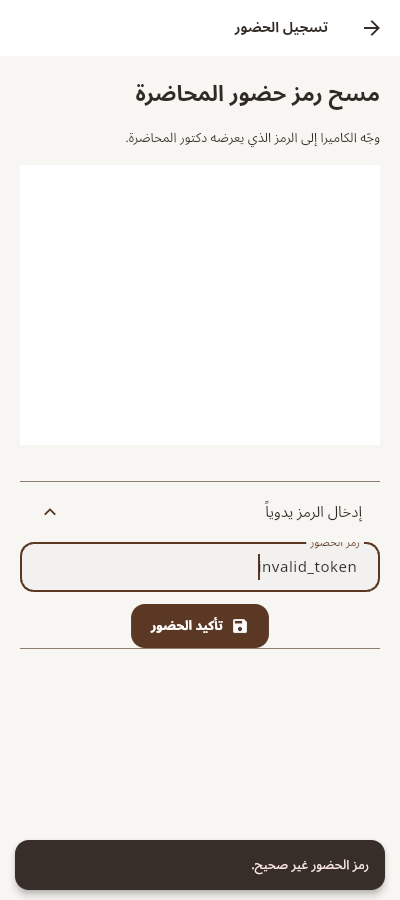 تسجيل الحضور
مسح رمز حضور المحاضرة
وجّه الكاميرا إلى الرمز الذي يعرضه دكتور المحاضرة.
إدخال الرمز يدوياً
رمز الحضور
invalid_token
تأكيد الحضور
رمز الحضور غير صحيح.